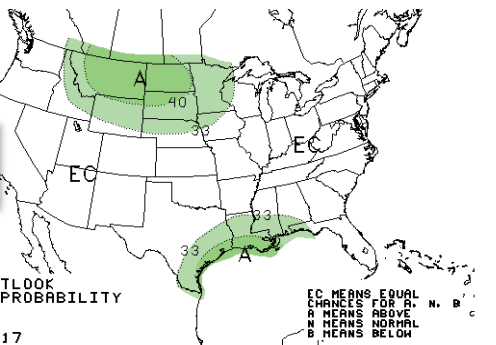 A
40
33
EC
EC
33
33
A
TLOOK
PROBABILITY
17
EC MEANS EQUAL
CHANCES FOR A, N, B
A MEANS ABOVE
N MEANS NORMAL
B MEANS BELOW